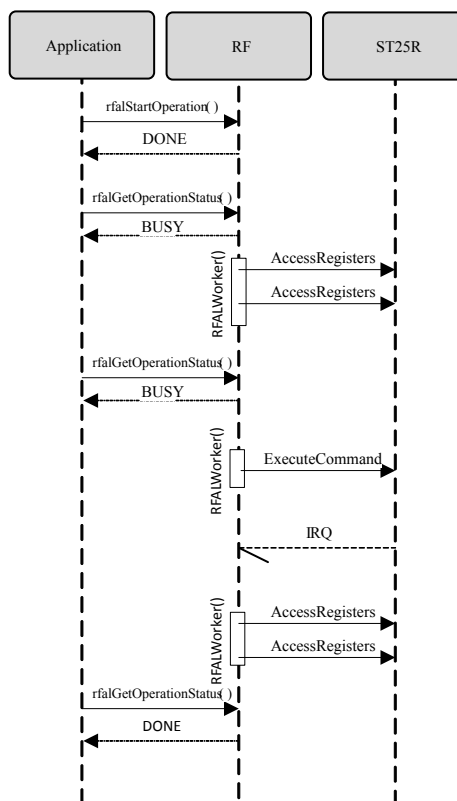 Application
RF
ST25R
rfalStartOperation( )
DONE
rfalGetOperationStatus( )
BUSY
RFALWorker()
AccessRegisters
AccessRegisters
rfalGetOperationStatus( )
BUSY
RFALWorker()
ExecuteCommand
IRQ
RFALWorker()
AccessRegisters
AccessRegisters
rfalGetOperationStatus( )
DONE